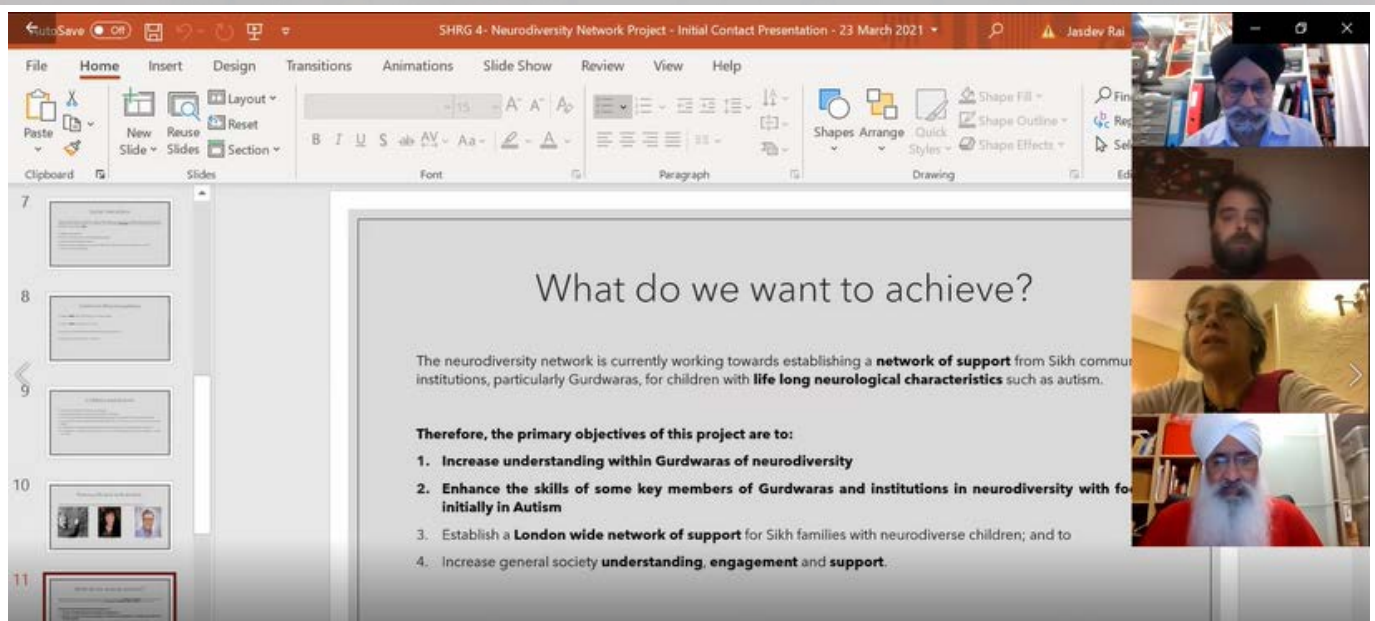 AutoSave Off
SHRG 4- Neurodiversity Network Project - Initial Contact Presentation - 23 March 2021
Jasdev Rai
File Home Insert Design Transitions Animations Slide Show Review View Help
Paste
New Slide
Reuse Slides
Layout
Reset
Section
15
Shapes Arrange Quick Styles
Shape Fill
Shape Outline
Shape Effects
Clipboard Slides Font Paragraph Drawing
7
8
9
10
11
What do we want to achieve?
The neurodiversity network is currently working towards establishing a network of support from Sikh commu
institutions, particularly Gurdwaras, for children with life long neurological characteristics such as autism.
Therefore, the primary objectives of this project are to:
1. Increase understanding within Gurdwaras of neurodiversity
2. Enhance the skills of some key members of Gurdwaras and institutions in neurodiversity with fo
initially in Autism
3. Establish a London wide network of support for Sikh families with neurodiverse children; and to
4. Increase general society understanding, engagement and support.